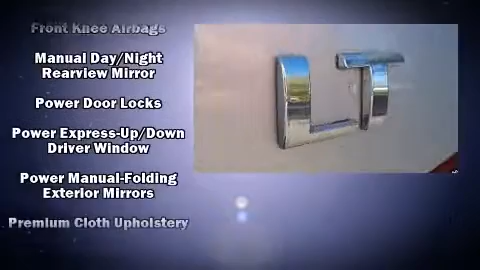 Front Knee Airbags
Manual Day/Night
Rearview Mirror
Power Door Locks
Power Express-Up/Down
Driver Window
Power Manual-Folding
Exterior Mirrors
Premium Cloth Upholstery
LT